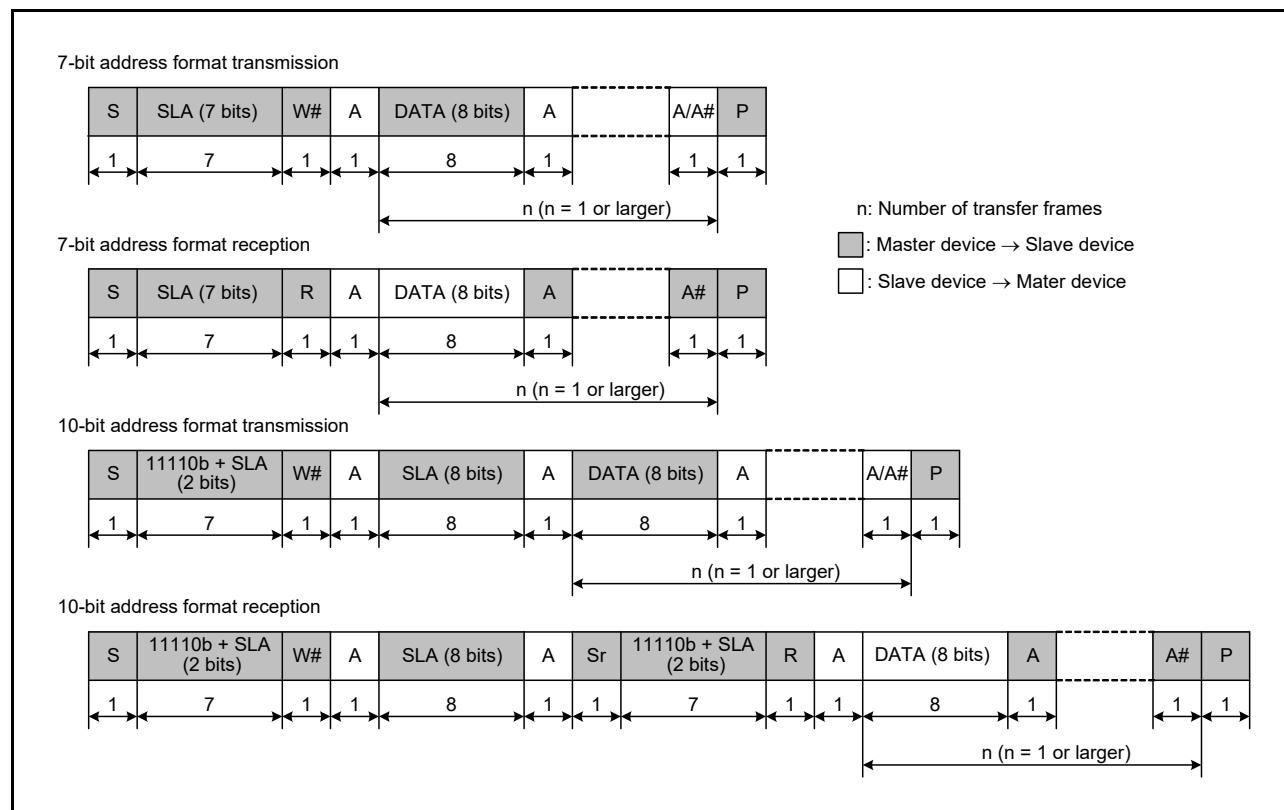 7-bit address format transmission
S SLA (7 bits) W# A DATA (8 bits) A A/A# P
1 7 1 1 8 1 1 1
n (n = 1 or larger)
n: Number of transfer frames
: Master device → Slave device
: Slave device → Mater device
7-bit address format reception
S SLA (7 bits) R A DATA (8 bits) A A# P
1 7 1 1 8 1 1 1
n (n = 1 or larger)
10-bit address format transmission
S 11110b + SLA (2 bits) W# A SLA (8 bits) A DATA (8 bits) A A/A# P
1 7 1 1 8 1 8 1 1 1
n (n = 1 or larger)
10-bit address format reception
S 11110b + SLA (2 bits) W# A SLA (8 bits) A Sr 11110b + SLA (2 bits) R A DATA (8 bits) A A# P
1 7 1 1 8 1 1 7 1 1 8 1 1 1
n (n = 1 or larger)